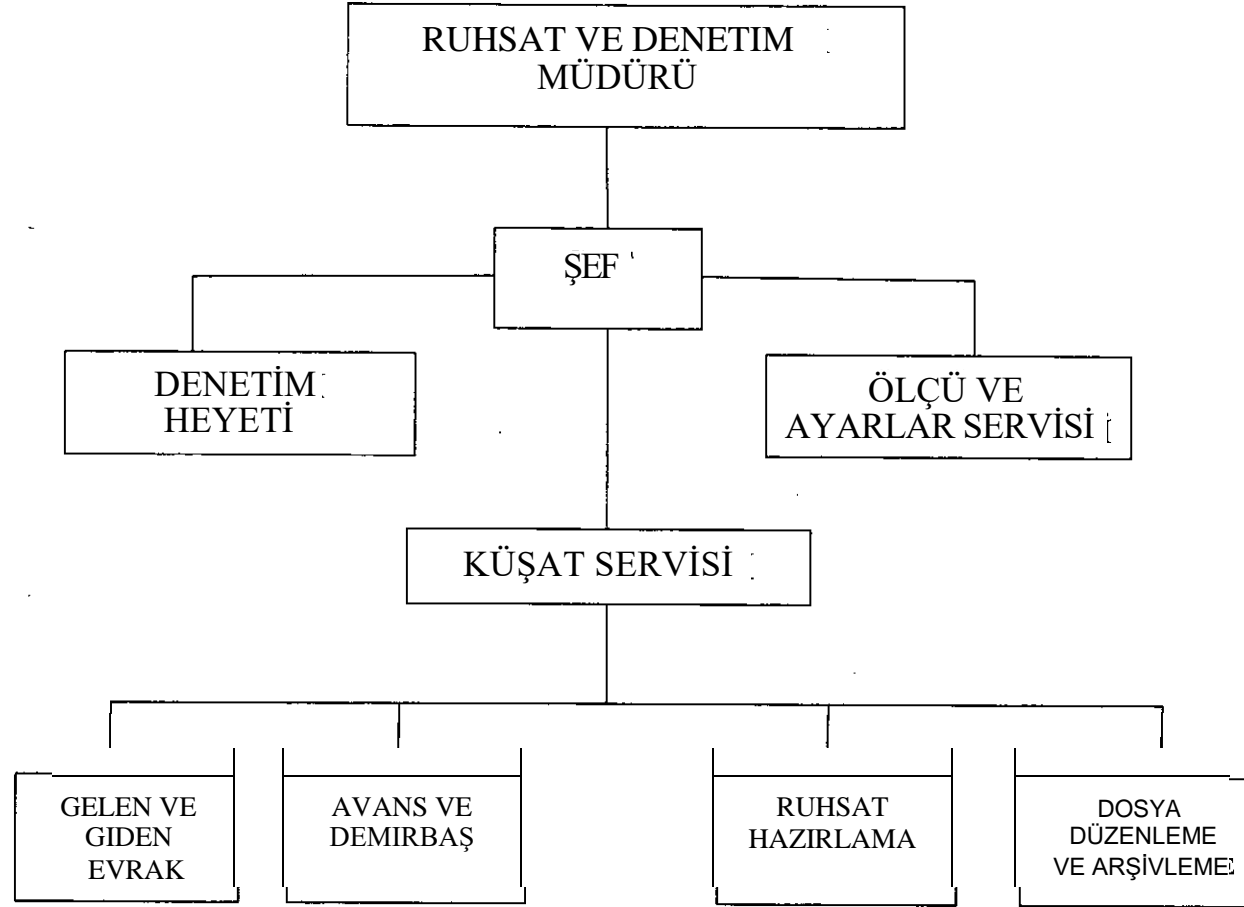 RUHSAT VE DENETIM
MÜDÜRÜ
ŞEF
DENETİM
HEYETİ
ÖLÇÜ VE
AYARLAR SERVİSİ
KÜŞAT SERVİSİ
GELEN VE
GIDEN
EVRAK
AVANS VE
DEMIRBAŞ
RUHSAT
HAZIRLAMA
DOSYA
DÜZENLEME
VE ARŞİVLEME